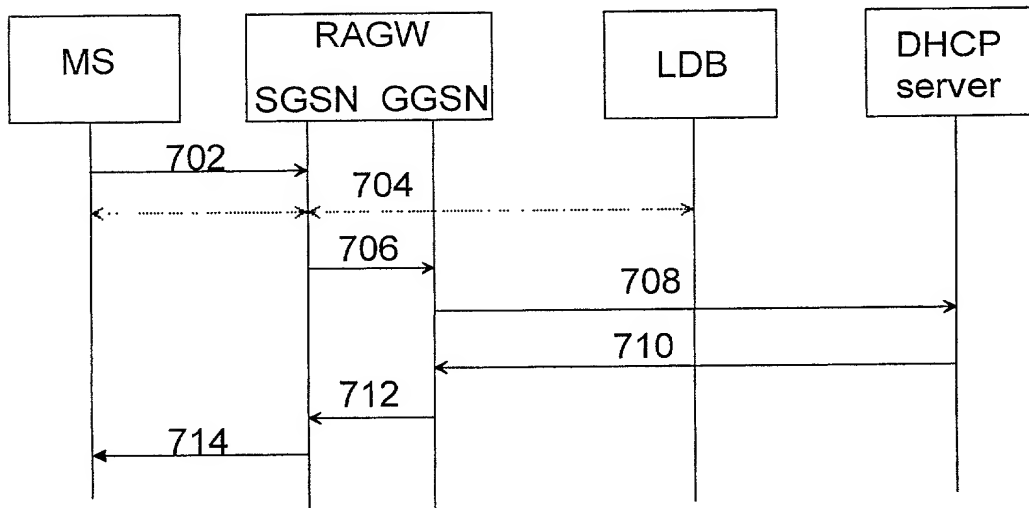 MS
RAGW
SGSN GGSN
LDB
DHCP
server
702
704
706
708
710
712
714